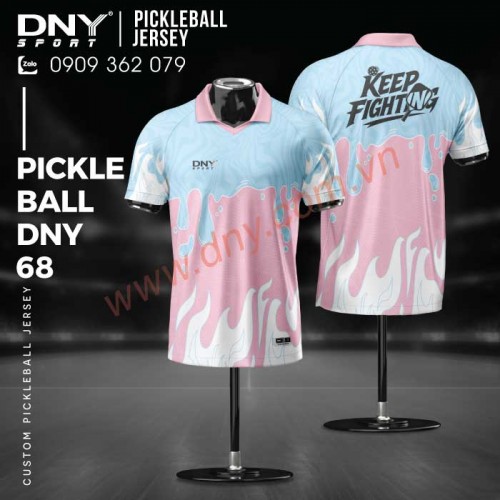 DNY®
SPORT
PICKLEBALL
JERSEY
Zalo
0909 362 079
PICKLE
BALL
DNY
68
CUSTOM PICKLEBALL JERSEY
DNY
SPORT
KEEP
FIGHTING
www.dny.com.vn